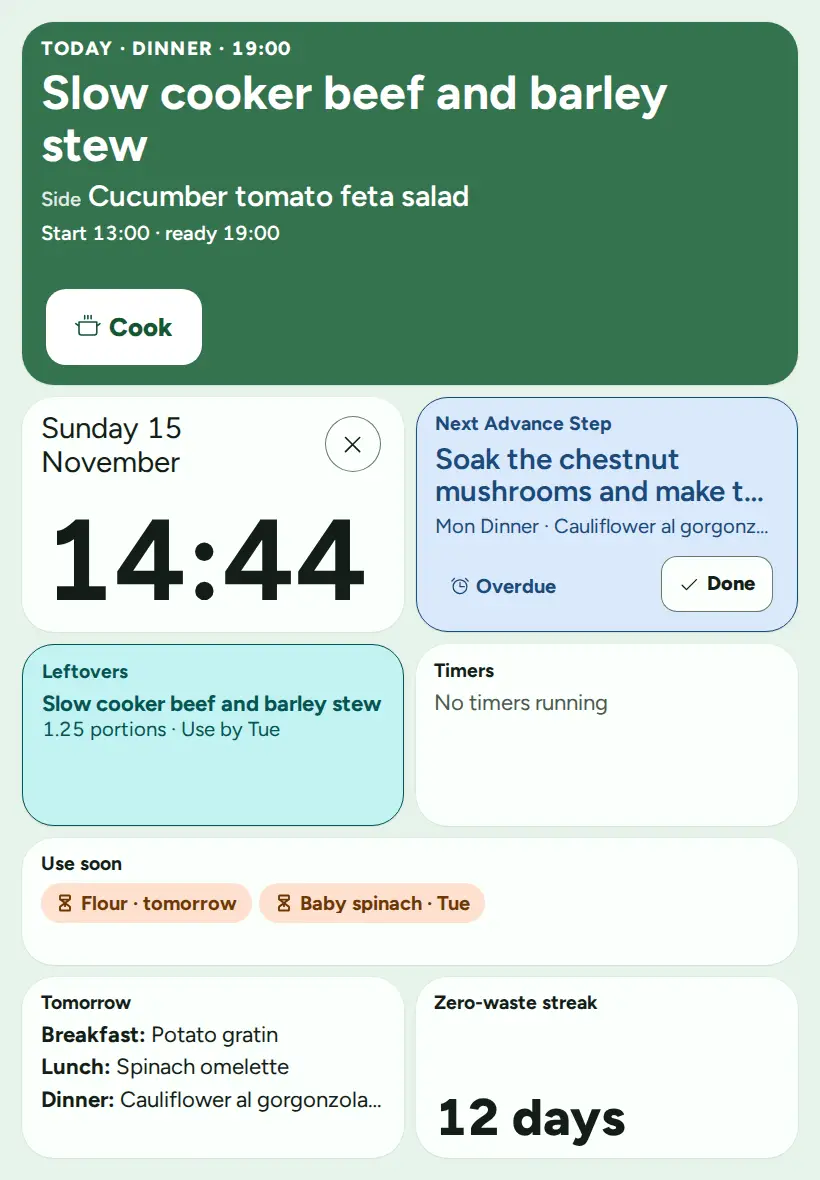 TODAY · DINNER · 19:00
Slow cooker beef and barley
stew
Side Cucumber tomato feta salad
Start 13:00 · ready 19:00
Cook
Sunday 15
November
14:44
Next Advance Step
Soak the chestnut
mushrooms and make t...
Mon Dinner · Cauliflower al gorgonz...
Overdue
Done
Leftovers
Slow cooker beef and barley stew
1.25 portions · Use by Tue
Timers
No timers running
Use soon
Flour · tomorrow
Baby spinach · Tue
Tomorrow
Breakfast: Potato gratin
Lunch: Spinach omelette
Dinner: Cauliflower al gorgonzola...
Zero-waste streak
12 days